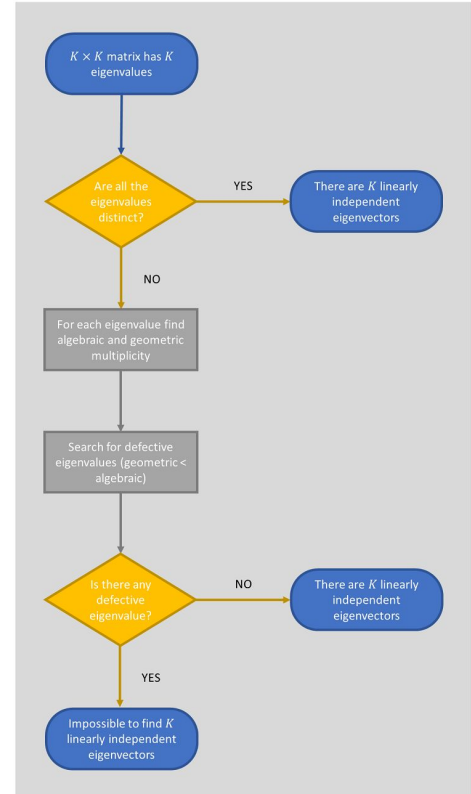 K × K matrix has K
eigenvalues
Are all the
eigenvalues
distinct?
YES
There are K linearly
independent
eigenvectors
NO
For each eigenvalue find
algebraic and geometric
multiplicity
Search for defective
eigenvalues (geometric <
algebraic)
Is there any
defective
eigenvalue?
NO
There are K linearly
independent
eigenvectors
YES
Impossible to find K
linearly independent
eigenvectors